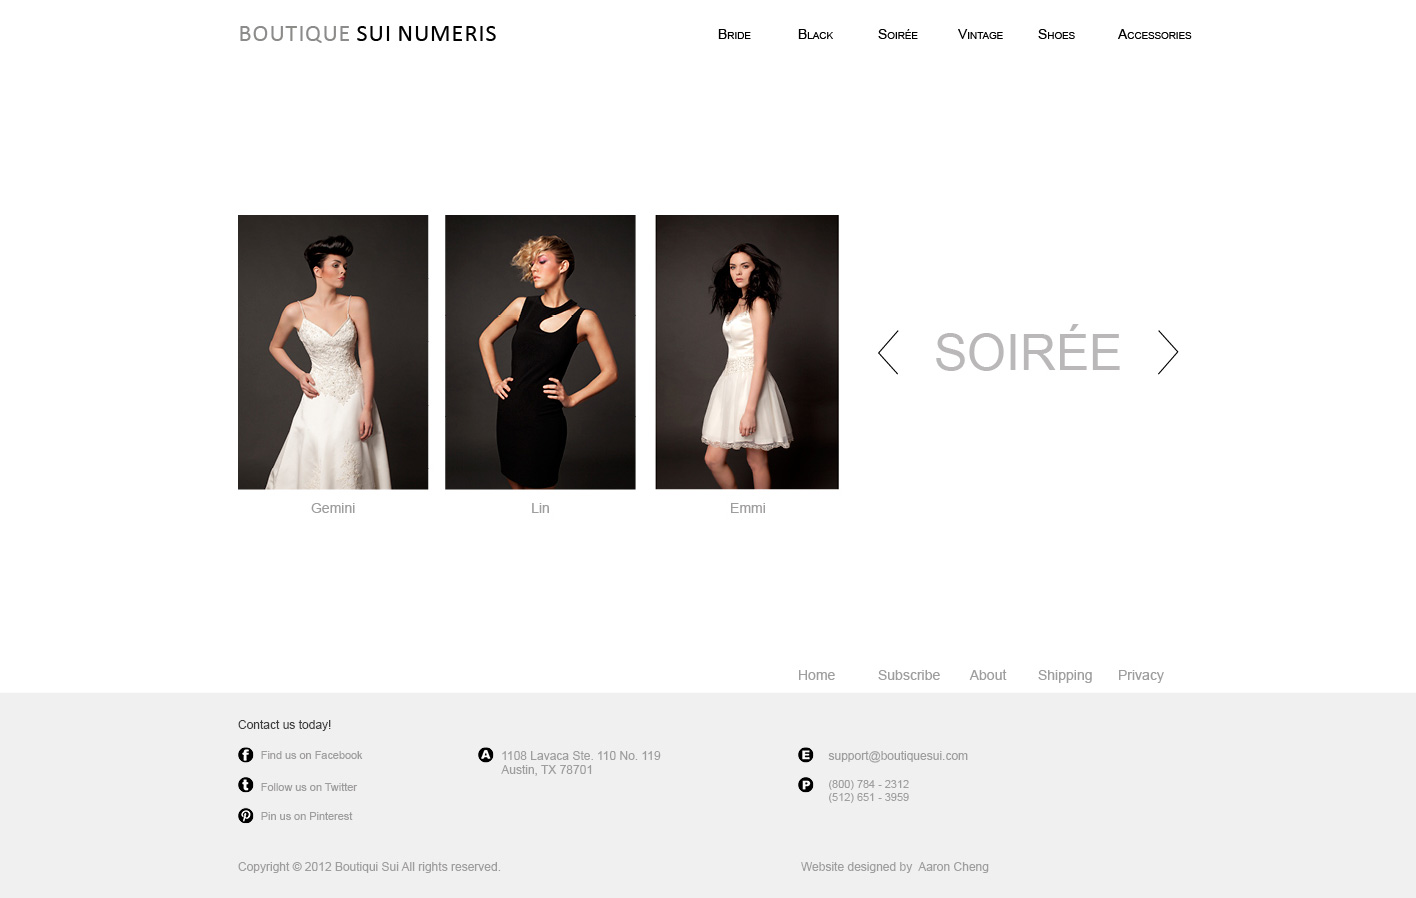 BOUTIQUE SUI NUMERIS
Bride Black Soirée Vintage Shoes Accessories
SOIRÉE
Gemini Lin Emmi
Home Subscribe About Shipping Privacy
Contact us today!
Find us on Facebook
Follow us on Twitter
Pin us on Pinterest
A 1108 Lavaca Ste. 110 No. 119
Austin, TX 78701
E support@boutiquesui.com
P (800) 784 - 2312
(512) 651 - 3959
Copyright © 2012 Boutiqui Sui All rights reserved.
Website designed by Aaron Cheng